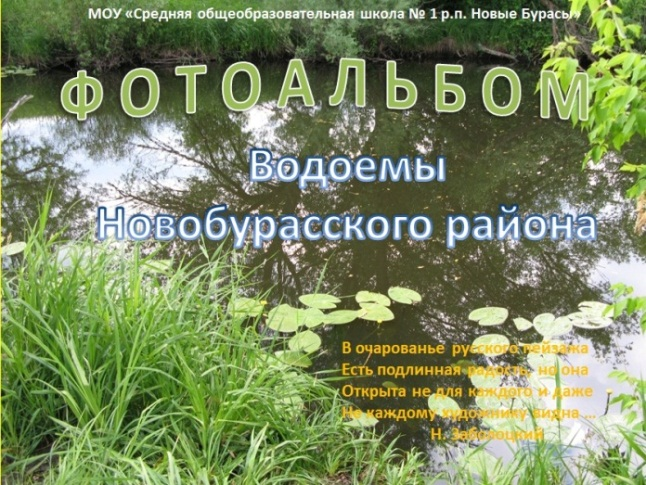 МОУ «Средняя общеобразовательная школа № 1 р.п. Новые Бурасы»
ФОТОАЛЬБОМ
Водоемы
Новобурасского района
В очарованье русского пейзажа
Есть подлинная радость, но она
Открыта не для каждого и даже
Не каждому художнику видна ...
Н. Заболоцкий